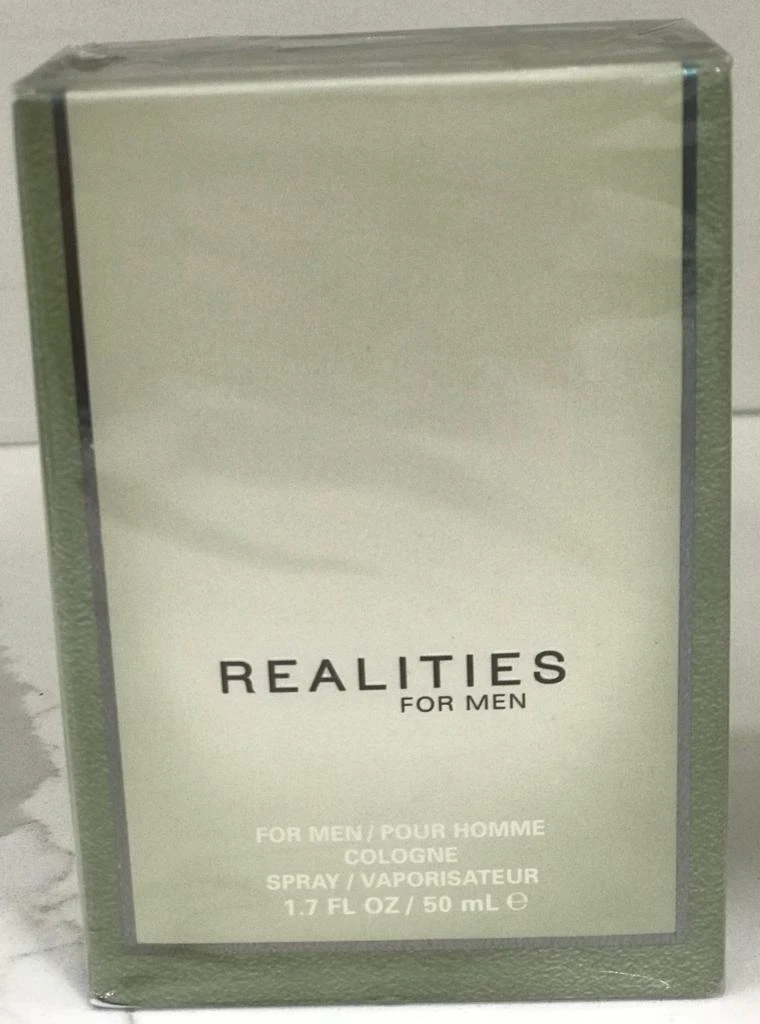 REALITIES
FOR MEN
FOR MEN / POUR HOMME
COLOGNE
SPRAY / VAPORISATEUR
1.7 FL OZ / 50 mL ℮